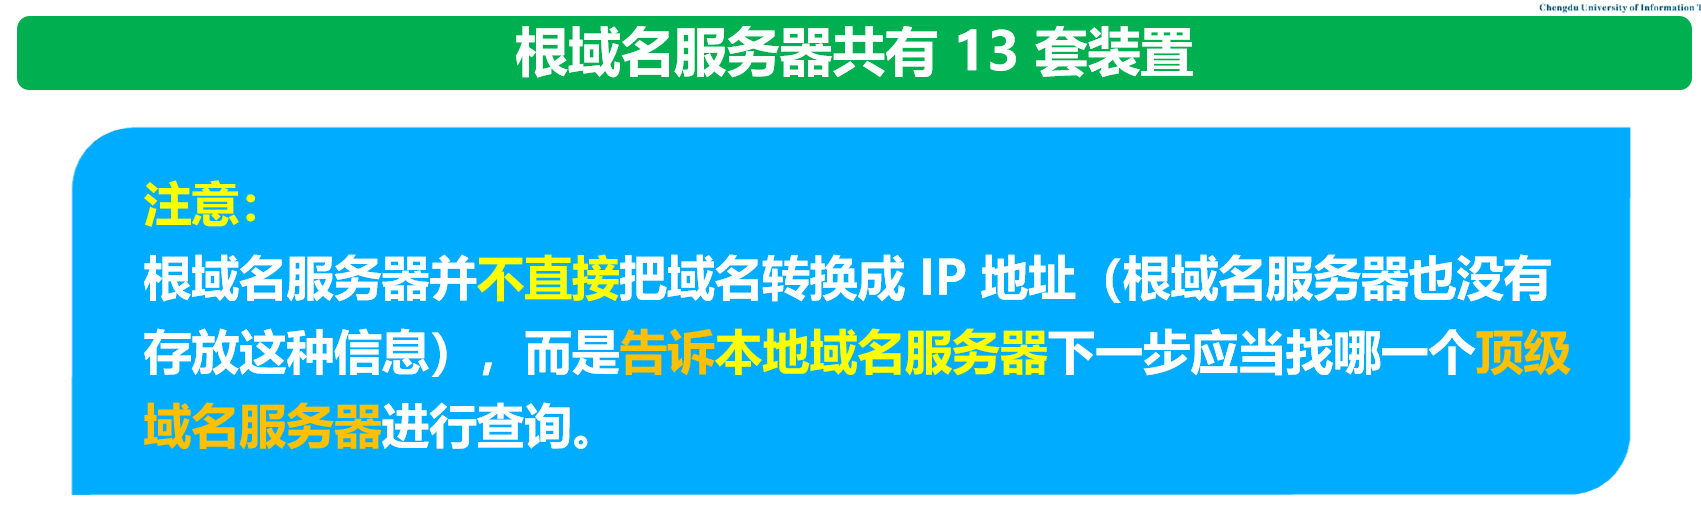 Chengdu University of Information
根域名服务器共有 13 套装置
注意：
根域名服务器并不直接把域名转换成 IP 地址（根域名服务器也没有
存放这种信息），而是告诉本地域名服务器下一步应当找哪一个顶级
域名服务器进行查询。